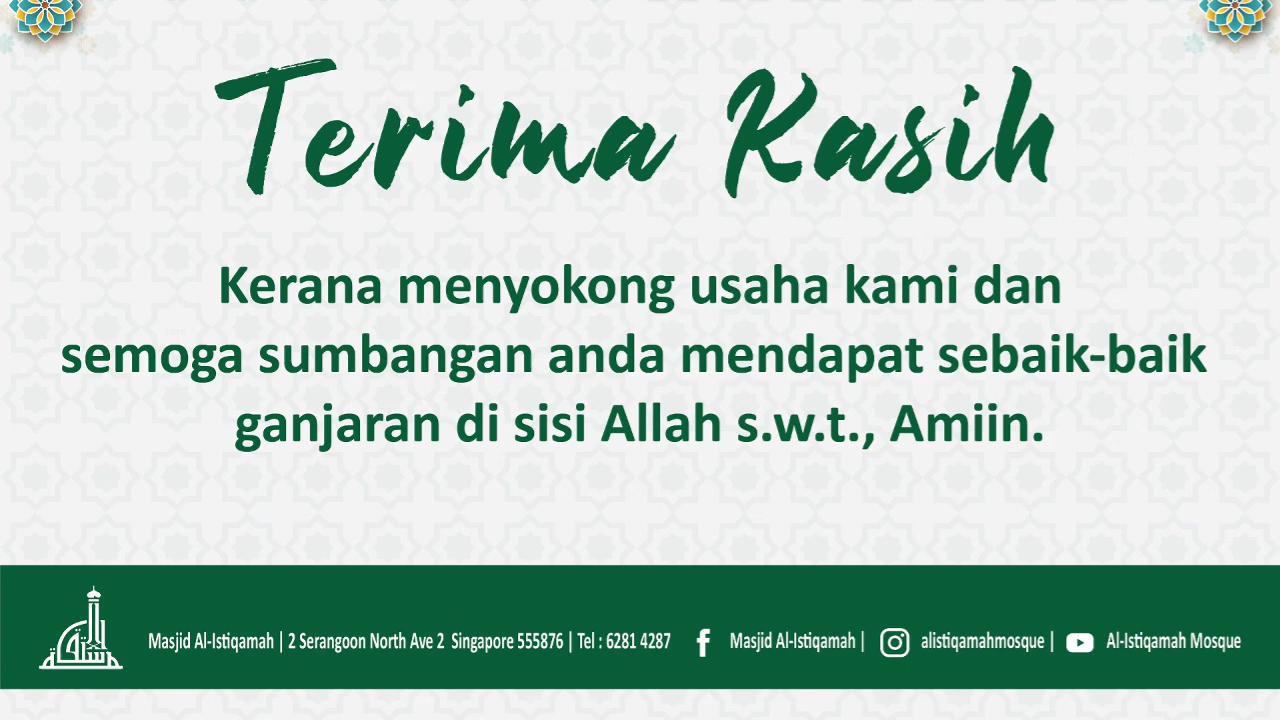 Terima Kasih
Kerana menyokong usaha kami dan
semoga sumbangan anda mendapat sebaik-baik
ganjaran di sisi Allah s.w.t., Amiin.
Masjid Al-Istiqamah | 2 Serangoon North Ave 2 Singapore 555876 | Tel : 6281 4287 Masjid Al-Istiqamah | alistiqamahmosque | Al-Istiqamah Mosque